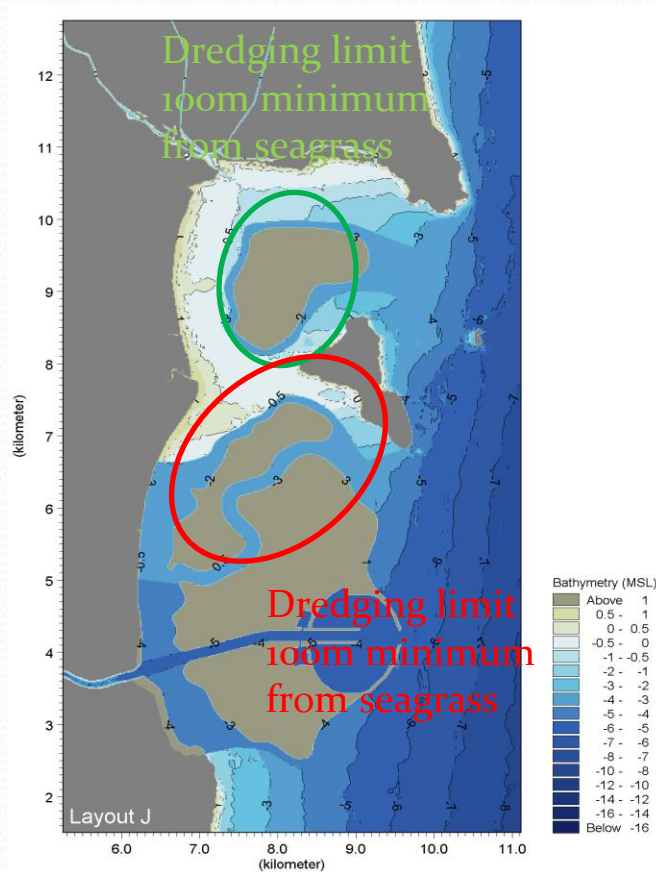 Dredging limit
100m minimum
from seagrass
12
11
10
9
8
7
6
5
4
3
2
(kilometer)
Dredging limit
100m minimum
from seagrass
Layout J
6.0 7.0 8.0 9.0 10.0 11.0
(kilometer)
Bathymetry (MSL)
Above 1
0.5 - 1
0 - 0.5
-0.5 - 0
-1 - -0.5
-2 - -1
-3 - -2
-4 - -3
-5 - -4
-6 - -5
-7 - -6
-8 - -7
-10 - -8
-12 - -10
-14 - -12
-16 - -14
Below -16